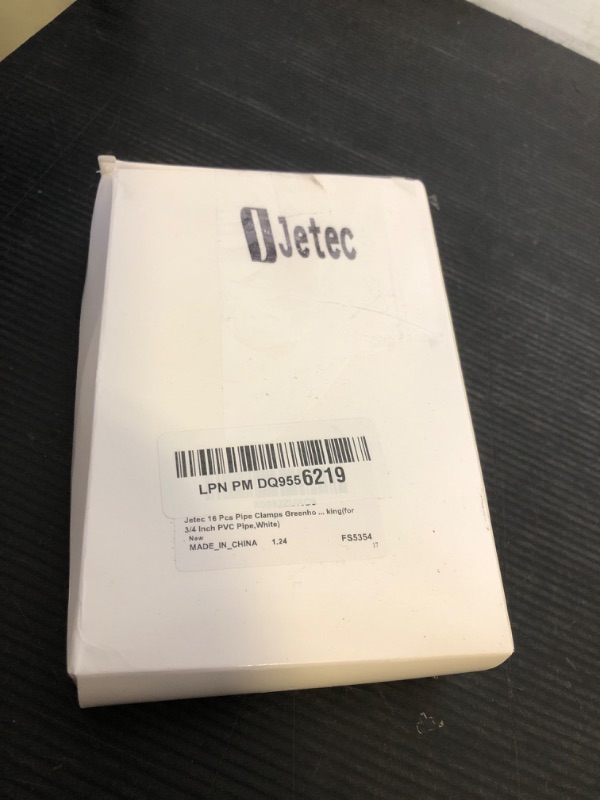 Jetec
LPN PM DQ9556219
Jetec 16 Pcs Pipe Clamps Greenho ... king(for
3/4 Inch PVC Pipe,White)
New
MADE_IN_CHINA 1.24 FS5354
17